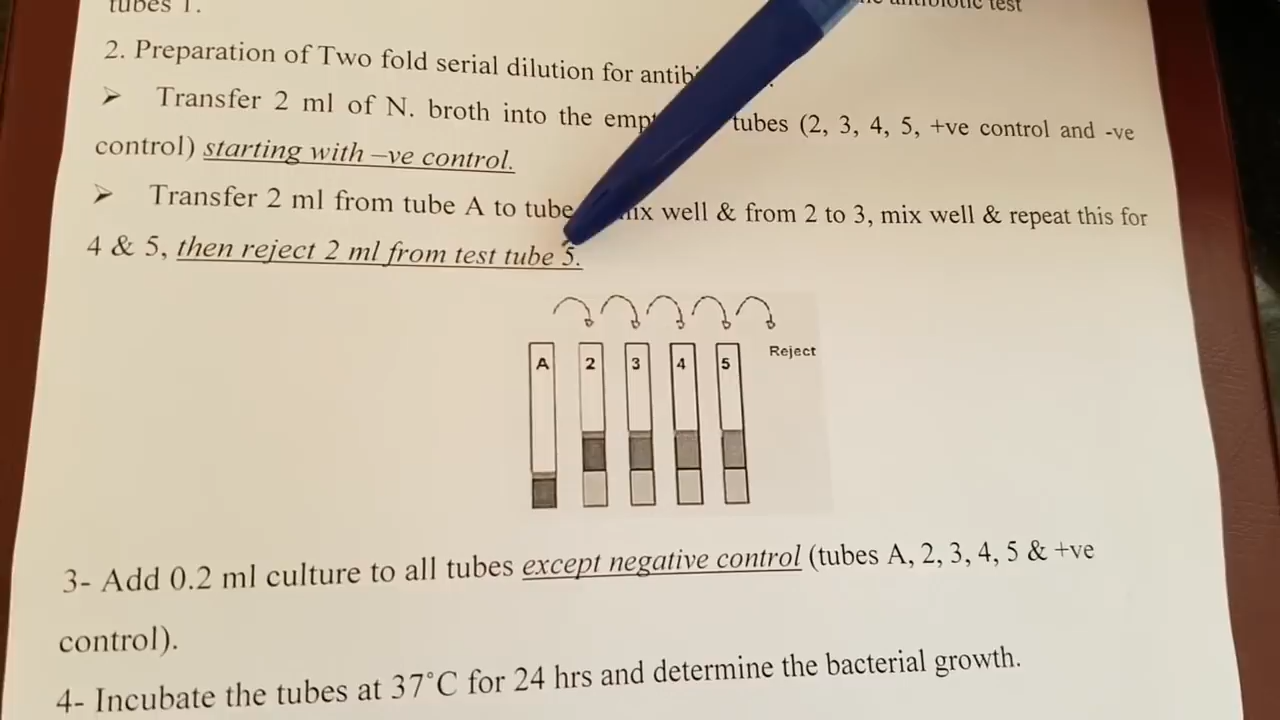 tubes 1.
antibiotic test
2. Preparation of Two fold serial dilution for
➢ Transfer 2 ml of N. broth into the tubes (2, 3, 4, 5, +ve control and -ve
control) starting with –ve control.
➢ Transfer 2 ml from tube A to tube well & from 2 to 3, mix well & repeat this for
4 & 5, then reject 2 ml from test tube 5.
A 2 3 4 5 Reject
3- Add 0.2 ml culture to all tubes except negative control (tubes A, 2, 3, 4, 5 & +ve
control).
4- Incubate the tubes at 37˚C for 24 hrs and determine the bacterial growth.